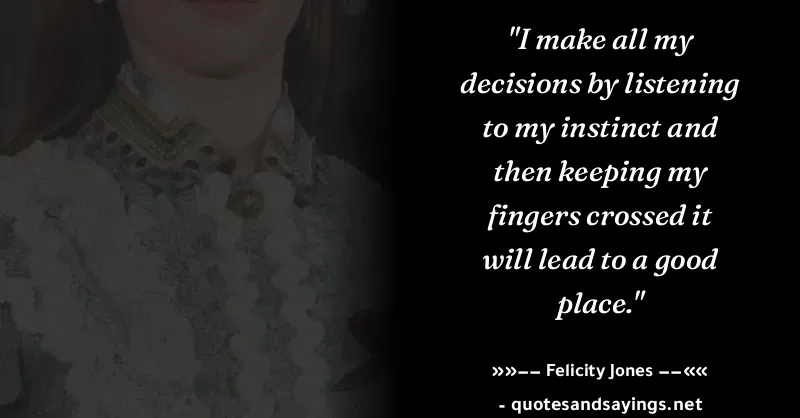 "I make all my
decisions by listening
to my instinct and
then keeping my
fingers crossed it
will lead to a good
place."
»»–– Felicity Jones ––««
- quotesandsayings.net